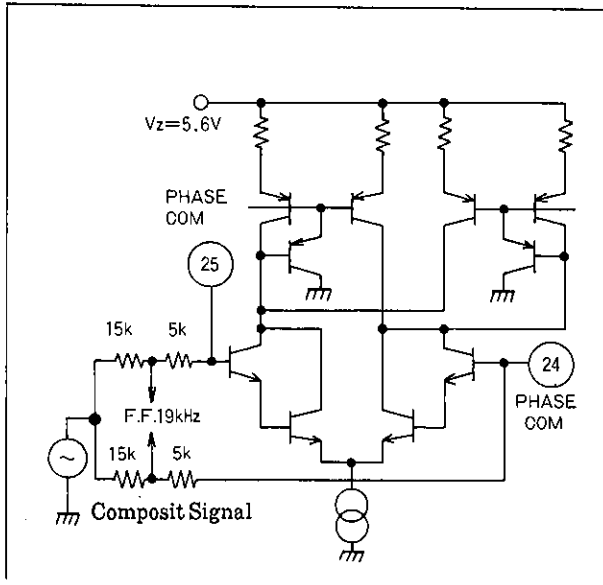 Vz=5.6V
PHASE
COM
25
15k
5k
F.F.19kHz
24
PHASE
COM
15k
5k
Composit Signal